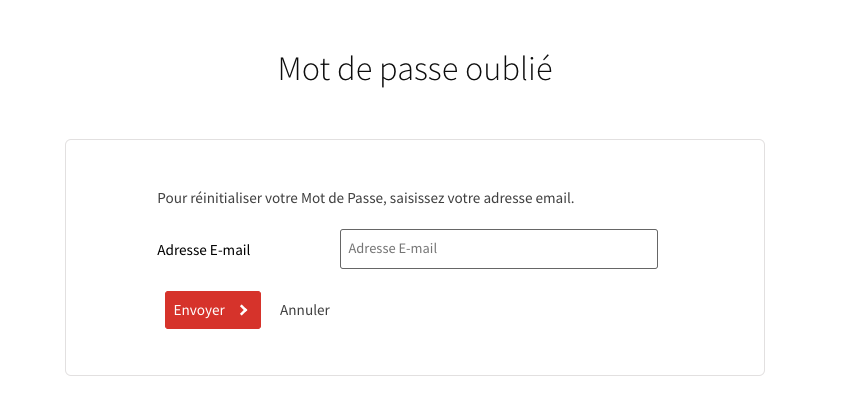 Mot de passe oublié
Pour réinitialiser votre Mot de Passe, saisissez votre adresse email.
Adresse E-mail
Adresse E-mail
Envoyer
Annuler